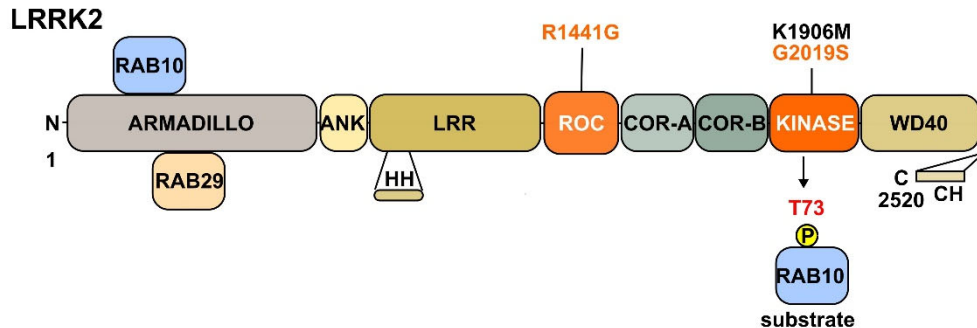 LRRK2
R1441G
K1906M
G2019S
RAB10
N
ARMADILLO
ANK
LRR
ROC
COR-A
COR-B
KINASE
WD40
1
RAB29
HH
C
2520
CH
T73
P
RAB10
substrate